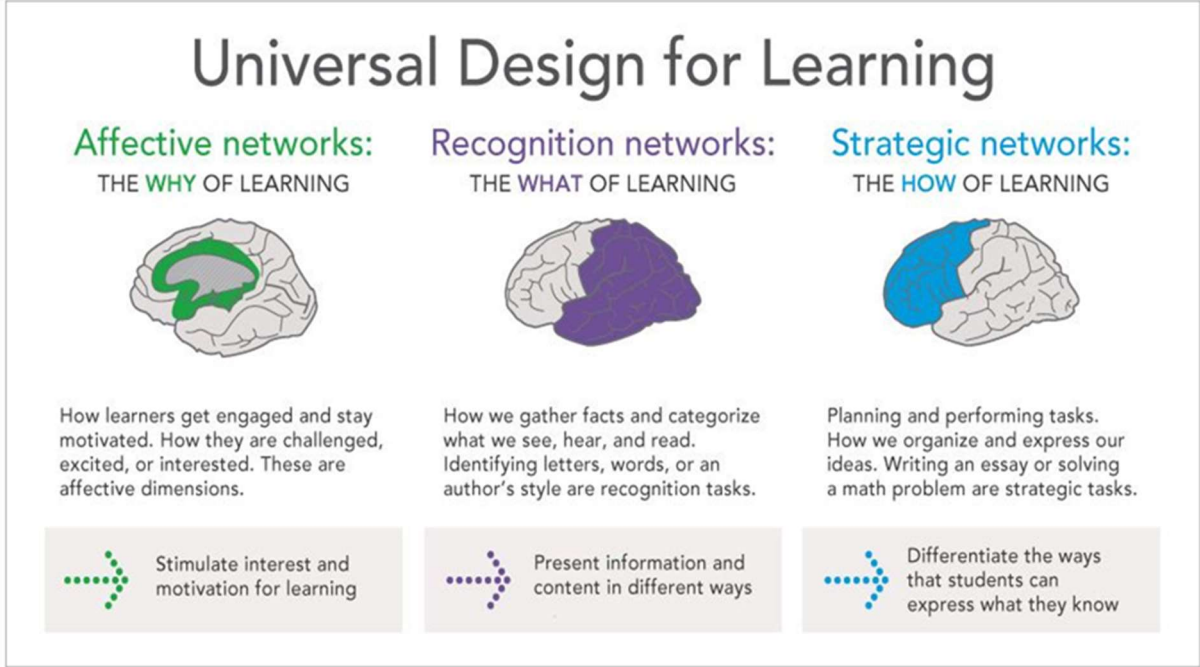 Universal Design for Learning
Affective networks:
THE WHY OF LEARNING
How learners get engaged and stay
motivated. How they are challenged,
excited, or interested. These are
affective dimensions.
Stimulate interest and
motivation for learning
Recognition networks:
THE WHAT OF LEARNING
How we gather facts and categorize
what we see, hear, and read.
Identifying letters, words, or an
author's style are recognition tasks.
Present information and
content in different ways
Strategic networks:
THE HOW OF LEARNING
Planning and performing tasks.
How we organize and express our
ideas. Writing an essay or solving
a math problem are strategic tasks.
Differentiate the ways
that students can
express what they know